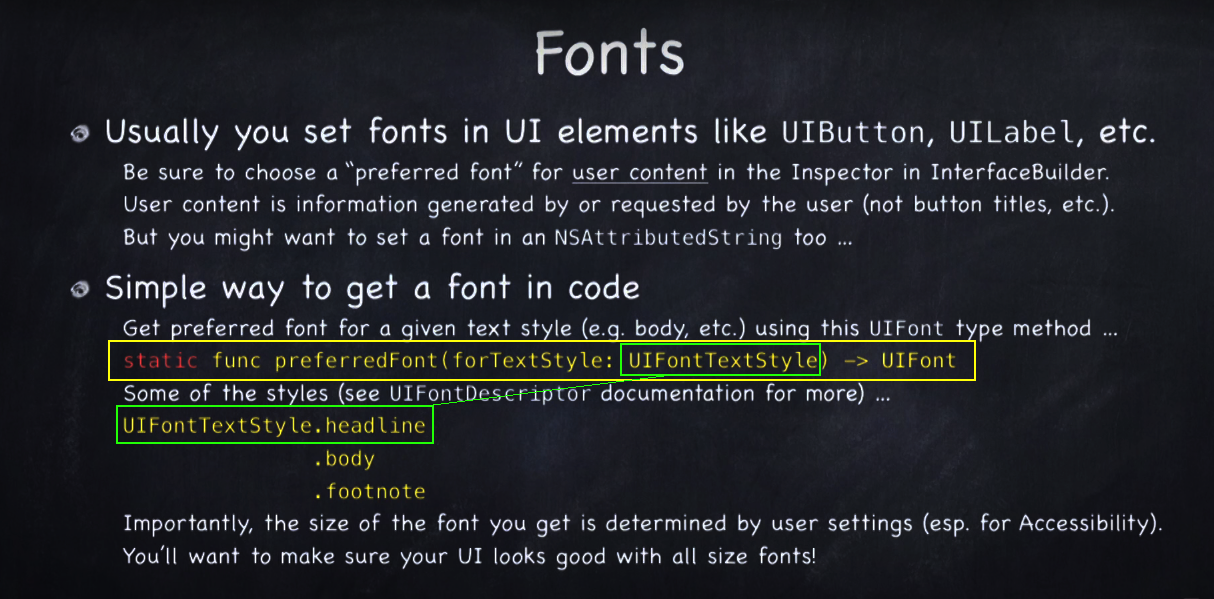 Fonts
Usually you set fonts in UI elements like UIButton, UILabel, etc.
Be sure to choose a “preferred font” for user content in the Inspector in InterfaceBuilder.
User content is information generated by or requested by the user (not button titles, etc.).
But you might want to set a font in an NSAttributedString too ...
Simple way to get a font in code
Get preferred font for a given text style (e.g. body, etc.) using this UIFont type method ...
static func preferredFont(forTextStyle: UIFontTextStyle) -> UIFont
Some of the styles (see UIFontDescriptor documentation for more) ...
UIFontTextStyle.headline
.body
.footnote
Importantly, the size of the font you get is determined by user settings (esp. for Accessibility).
You’ll want to make sure your UI looks good with all size fonts!